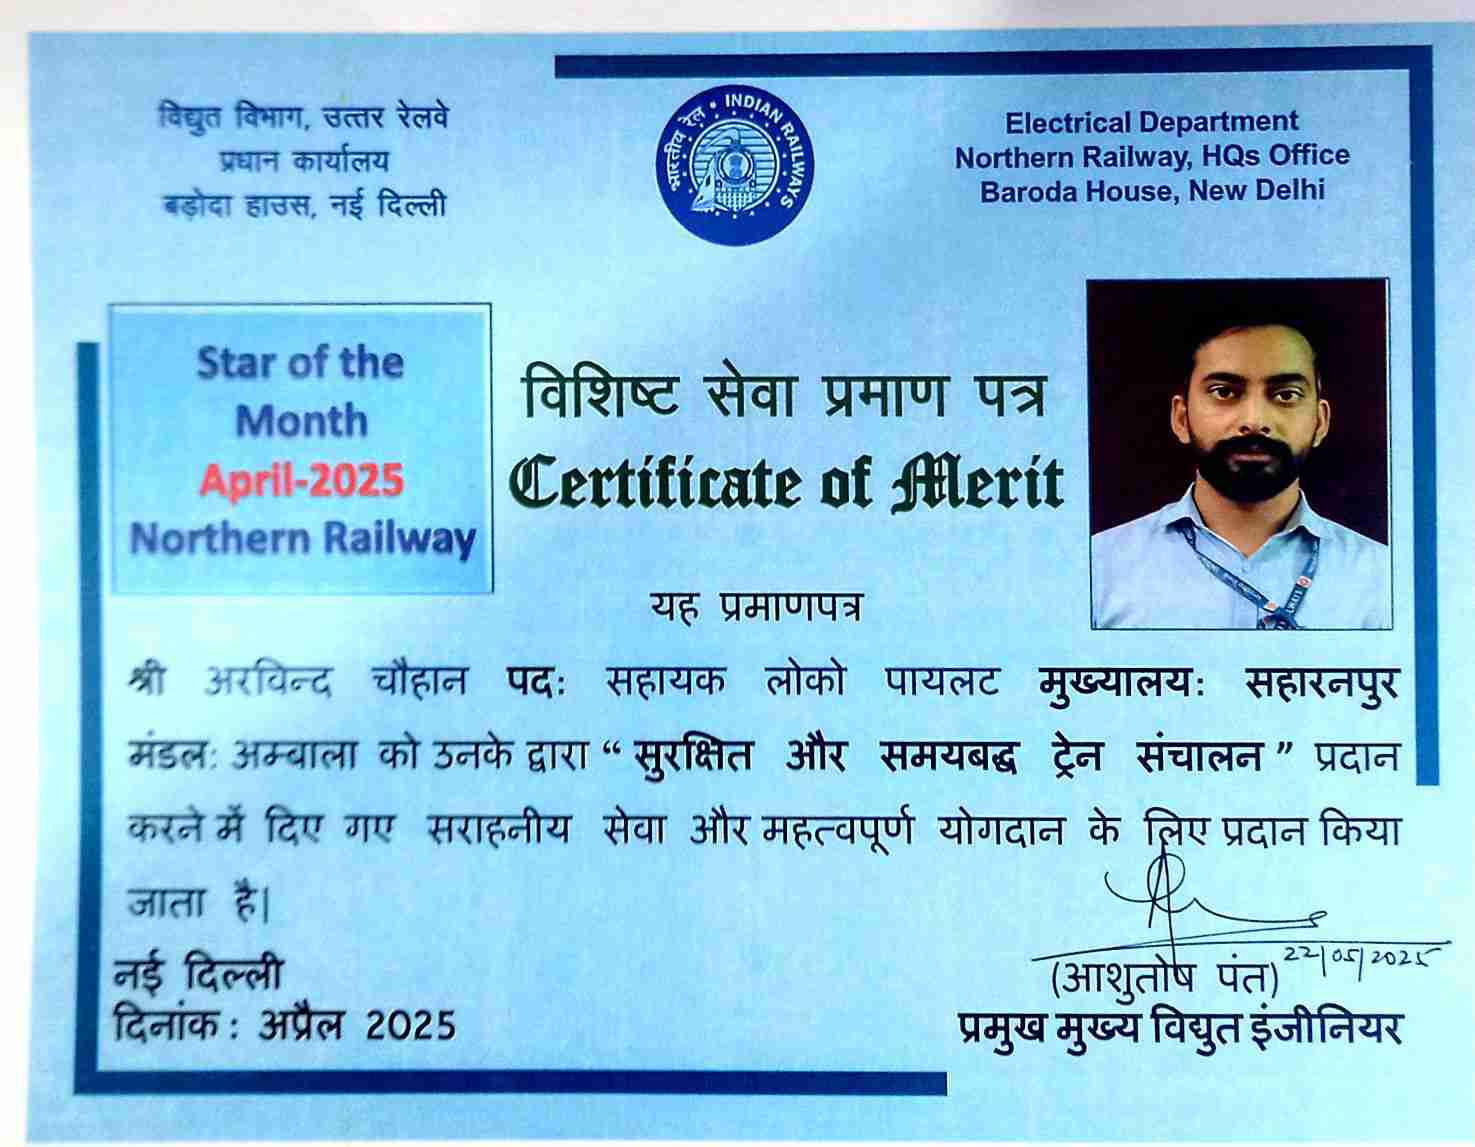 विद्युत विभाग, उत्तर रेलवे
प्रधान कार्यालय
बड़ोदा हाउस, नई दिल्ली
भारतीय रेल • INDIAN RAILWAYS
Electrical Department
Northern Railway, HQs Office
Baroda House, New Delhi
Star of the
Month
April-2025
Northern Railway
विशिष्ट सेवा प्रमाण पत्र
Certificate of Merit
यह प्रमाणपत्र
श्री अरविन्द चौहान पद: सहायक लोको पायलट मुख्यालय: सहारनपुर
मंडल: अम्बाला को उनके द्वारा “ सुरक्षित और समयबद्ध ट्रेन संचालन ” प्रदान
करने में दिए गए सराहनीय सेवा और महत्वपूर्ण योगदान के लिए प्रदान किया
जाता है।
नई दिल्ली
दिनांक : अप्रैल 2025
22/05/2025
(आशुतोष पंत)
प्रमुख मुख्य विद्युत इंजीनियर